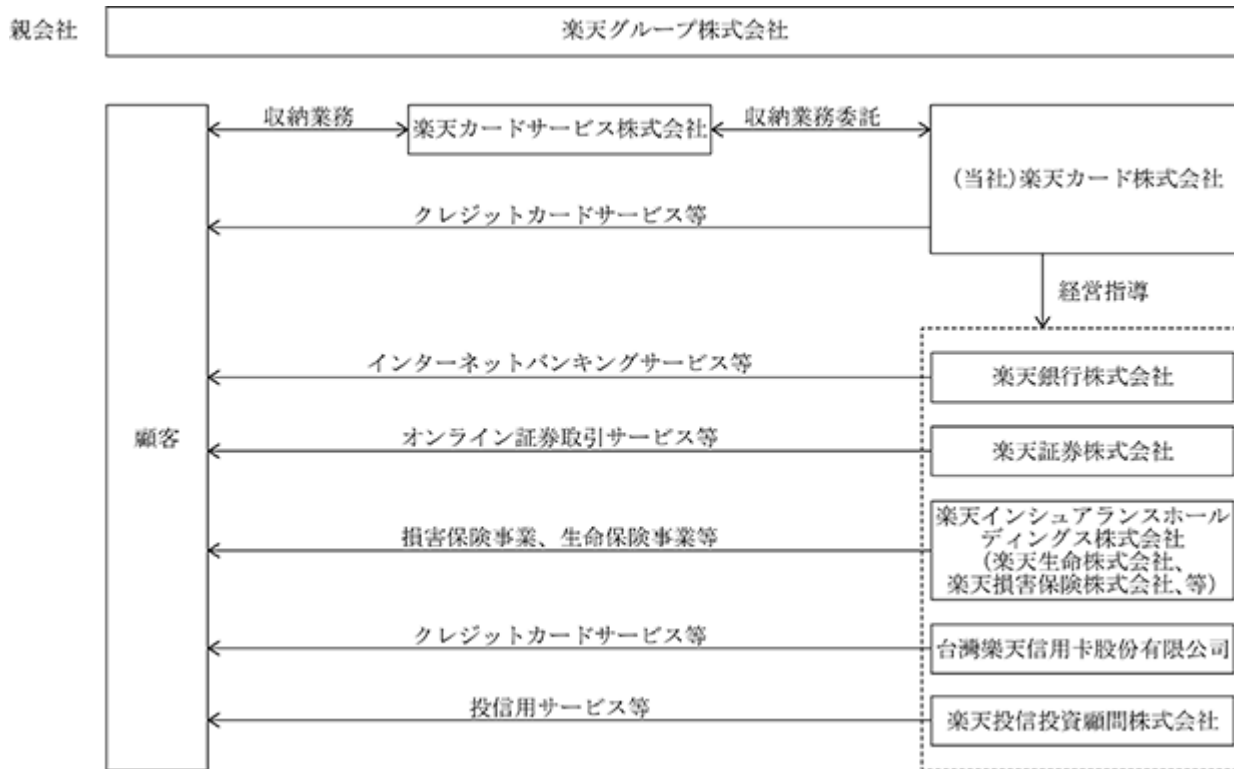 親会社
楽天グループ株式会社
収納業務
楽天カードサービス株式会社
収納業務委託
(当社)楽天カード株式会社
クレジットカードサービス等
経営指導
顧客
インターネットバンキングサービス等
楽天銀行株式会社
オンライン証券取引サービス等
楽天証券株式会社
損害保険事業、生命保険事業等
楽天インシュアランスホール
ディングス株式会社
(楽天生命株式会社、
楽天損害保険株式会社、等)
クレジットカードサービス等
台灣樂天信用卡股份有限公司
投信用サービス等
楽天投信投資顧問株式会社